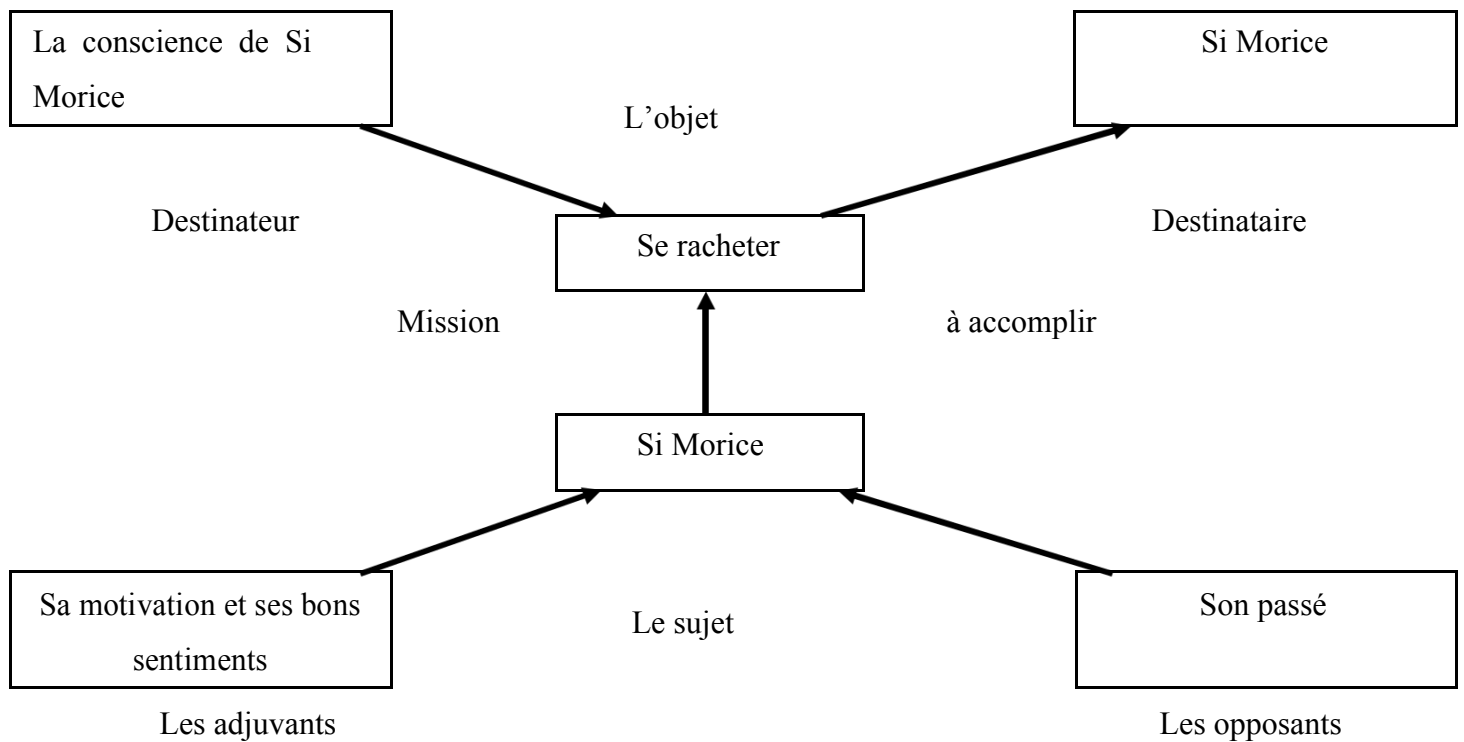 La conscience de Si
Morice
Si Morice
L’objet
Destinateur
Destinataire
Se racheter
Mission
à accomplir
Si Morice
Sa motivation et ses bons
sentiments
Le sujet
Son passé
Les adjuvants
Les opposants